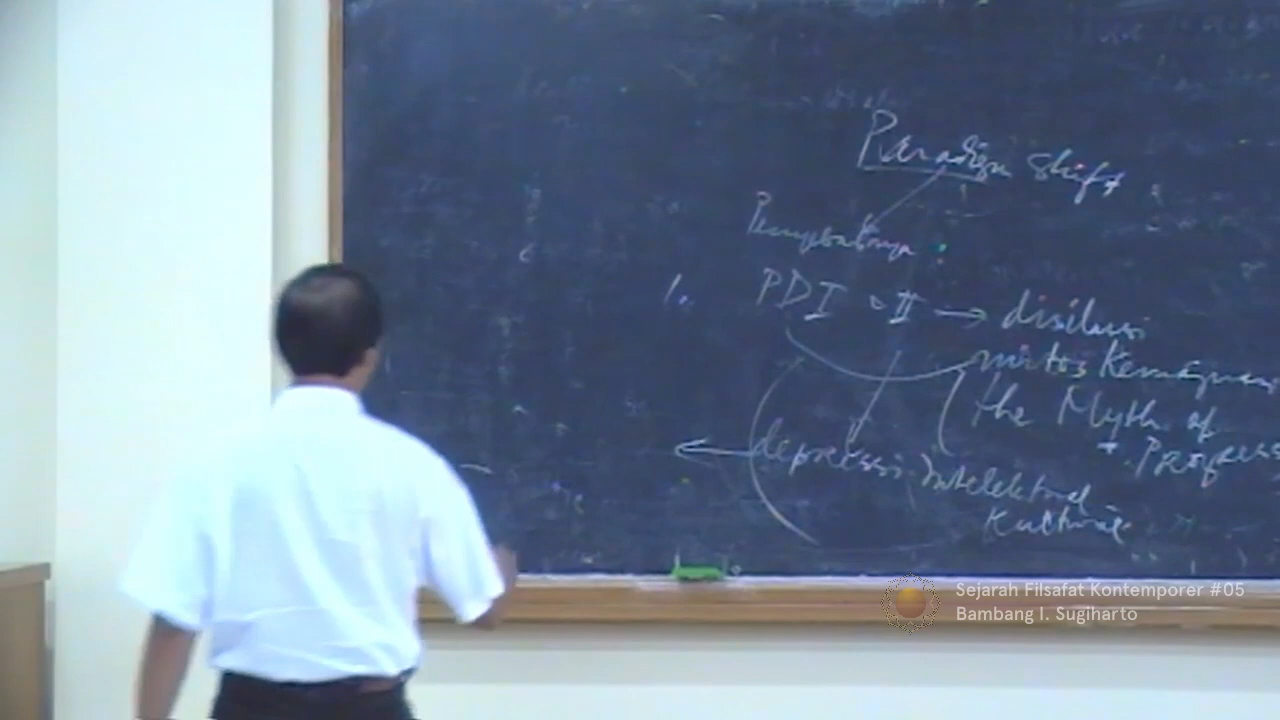 Paradigm Shift
Penyebabnya :
1. PDI & II → disilusi
mitos Kemajuan
the Myth of
Progress
depressi Intelektual
Kulturil
Sejarah Filsafat Kontemporer #05
Bambang I. Sugiharto